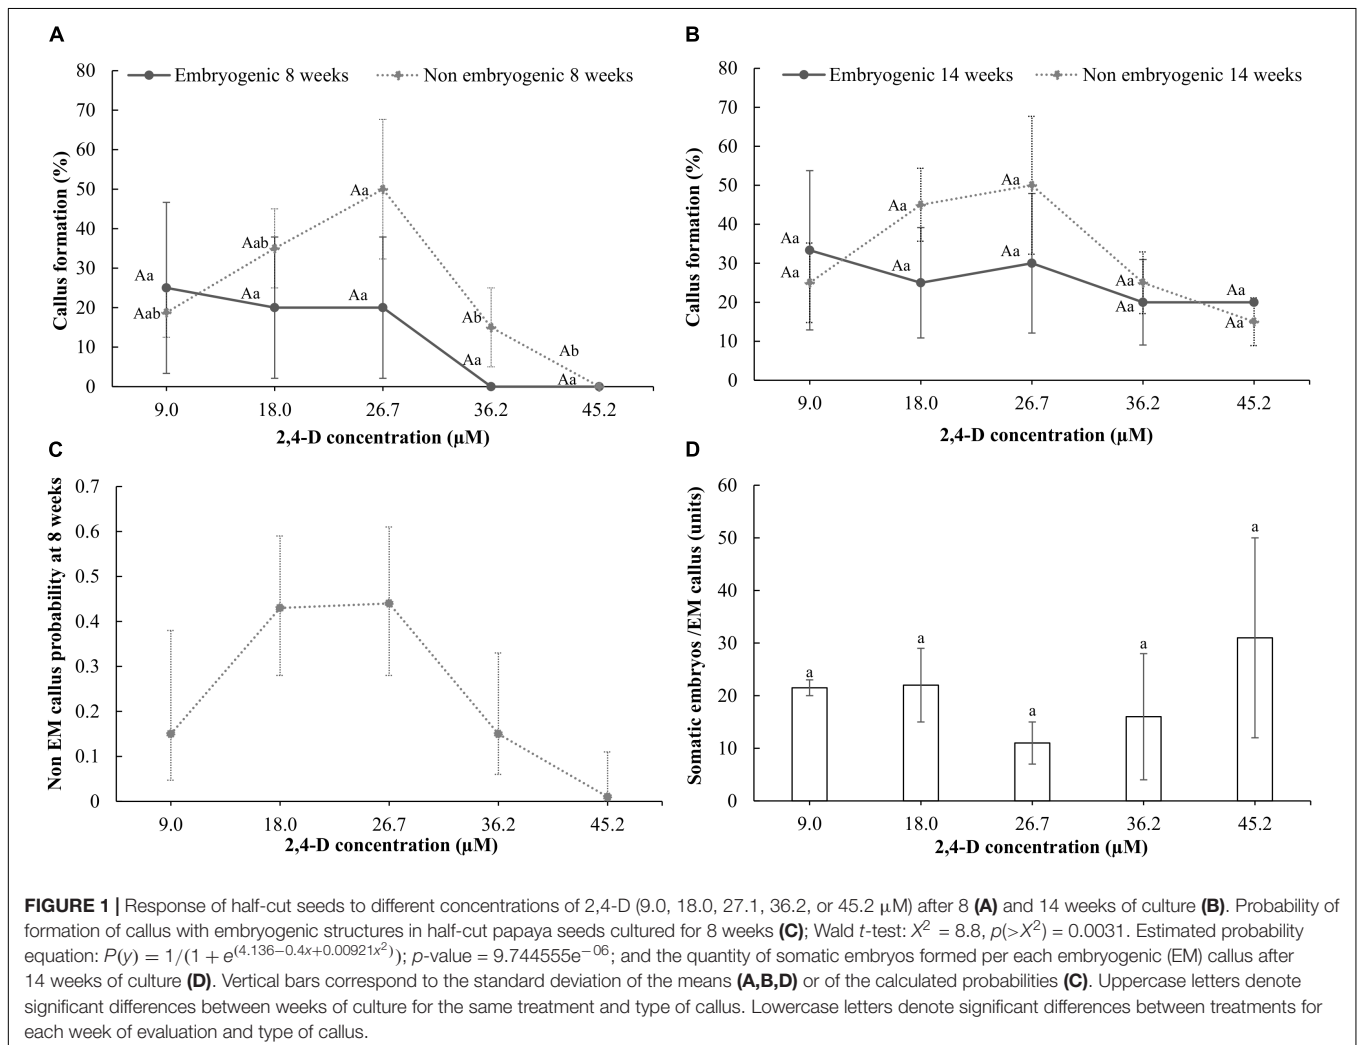 A
Embryogenic 8 weeks
Non embryogenic 8 weeks
Callus formation (%)
80
70
60
50
40
30
20
10
0
Aa
Aab
Aab
Aa
Aa
Aa
Ab
Aa
Ab
Aa
9.0 18.0 26.7 36.2 45.2
2,4-D concentration (µM)
B
Embryogenic 14 weeks
Non embryogenic 14 weeks
Callus formation (%)
80
70
60
50
40
30
20
10
0
Aa
Aa
Aa
Aa
Aa
Aa
Aa
Aa
Aa
Aa
9.0 18.0 26.7 36.2 45.2
2,4-D concentration (µM)
C
Non EM callus probability at 8 weeks
0.7
0.6
0.5
0.4
0.3
0.2
0.1
0
9.0 18.0 26.7 36.2 45.2
2,4-D concentration (µM)
D
Somatic embryos /EM callus (units)
60
50
40
30
20
10
0
a
a
a
a
a
9.0 18.0 26.7 36.2 45.2
2,4-D concentration (µM)
FIGURE 1 | Response of half-cut seeds to different concentrations of 2,4-D (9.0, 18.0, 27.1, 36.2, or 45.2 µM) after 8 (A) and 14 weeks of culture (B). Probability of
formation of callus with embryogenic structures in half-cut papaya seeds cultured for 8 weeks (C); Wald t-test: X² = 8.8, p(>X²) = 0.0031. Estimated probability
equation: P(y) = 1/(1 + e^(4.136−0.4x+0.00921x²)); p-value = 9.744555e^−06; and the quantity of somatic embryos formed per each embryogenic (EM) callus after
14 weeks of culture (D). Vertical bars correspond to the standard deviation of the means (A,B,D) or of the calculated probabilities (C). Uppercase letters denote
significant differences between weeks of culture for the same treatment and type of callus. Lowercase letters denote significant differences between treatments for
each week of evaluation and type of callus.